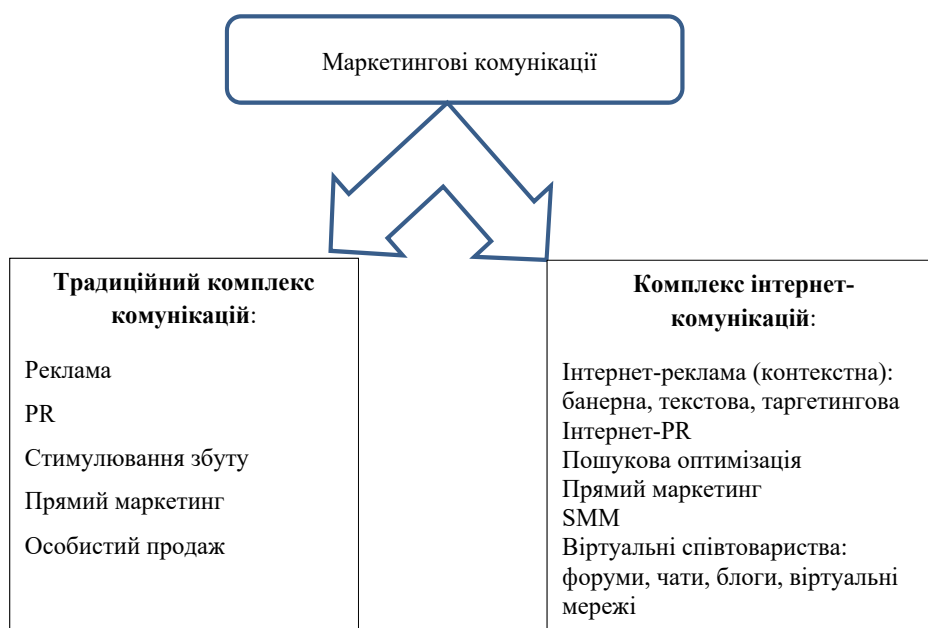 Маркетингові комунікації
Традиційний комплекс
комунікацій:
Реклама
PR
Стимулювання збуту
Прямий маркетинг
Особистий продаж
Комплекс інтернет-
комунікацій:
Інтернет-реклама (контекстна):
банерна, текстова, таргетингова
Інтернет-PR
Пошукова оптимізація
Прямий маркетинг
SMM
Віртуальні співтовариства:
форуми, чати, блоги, віртуальні
мережі